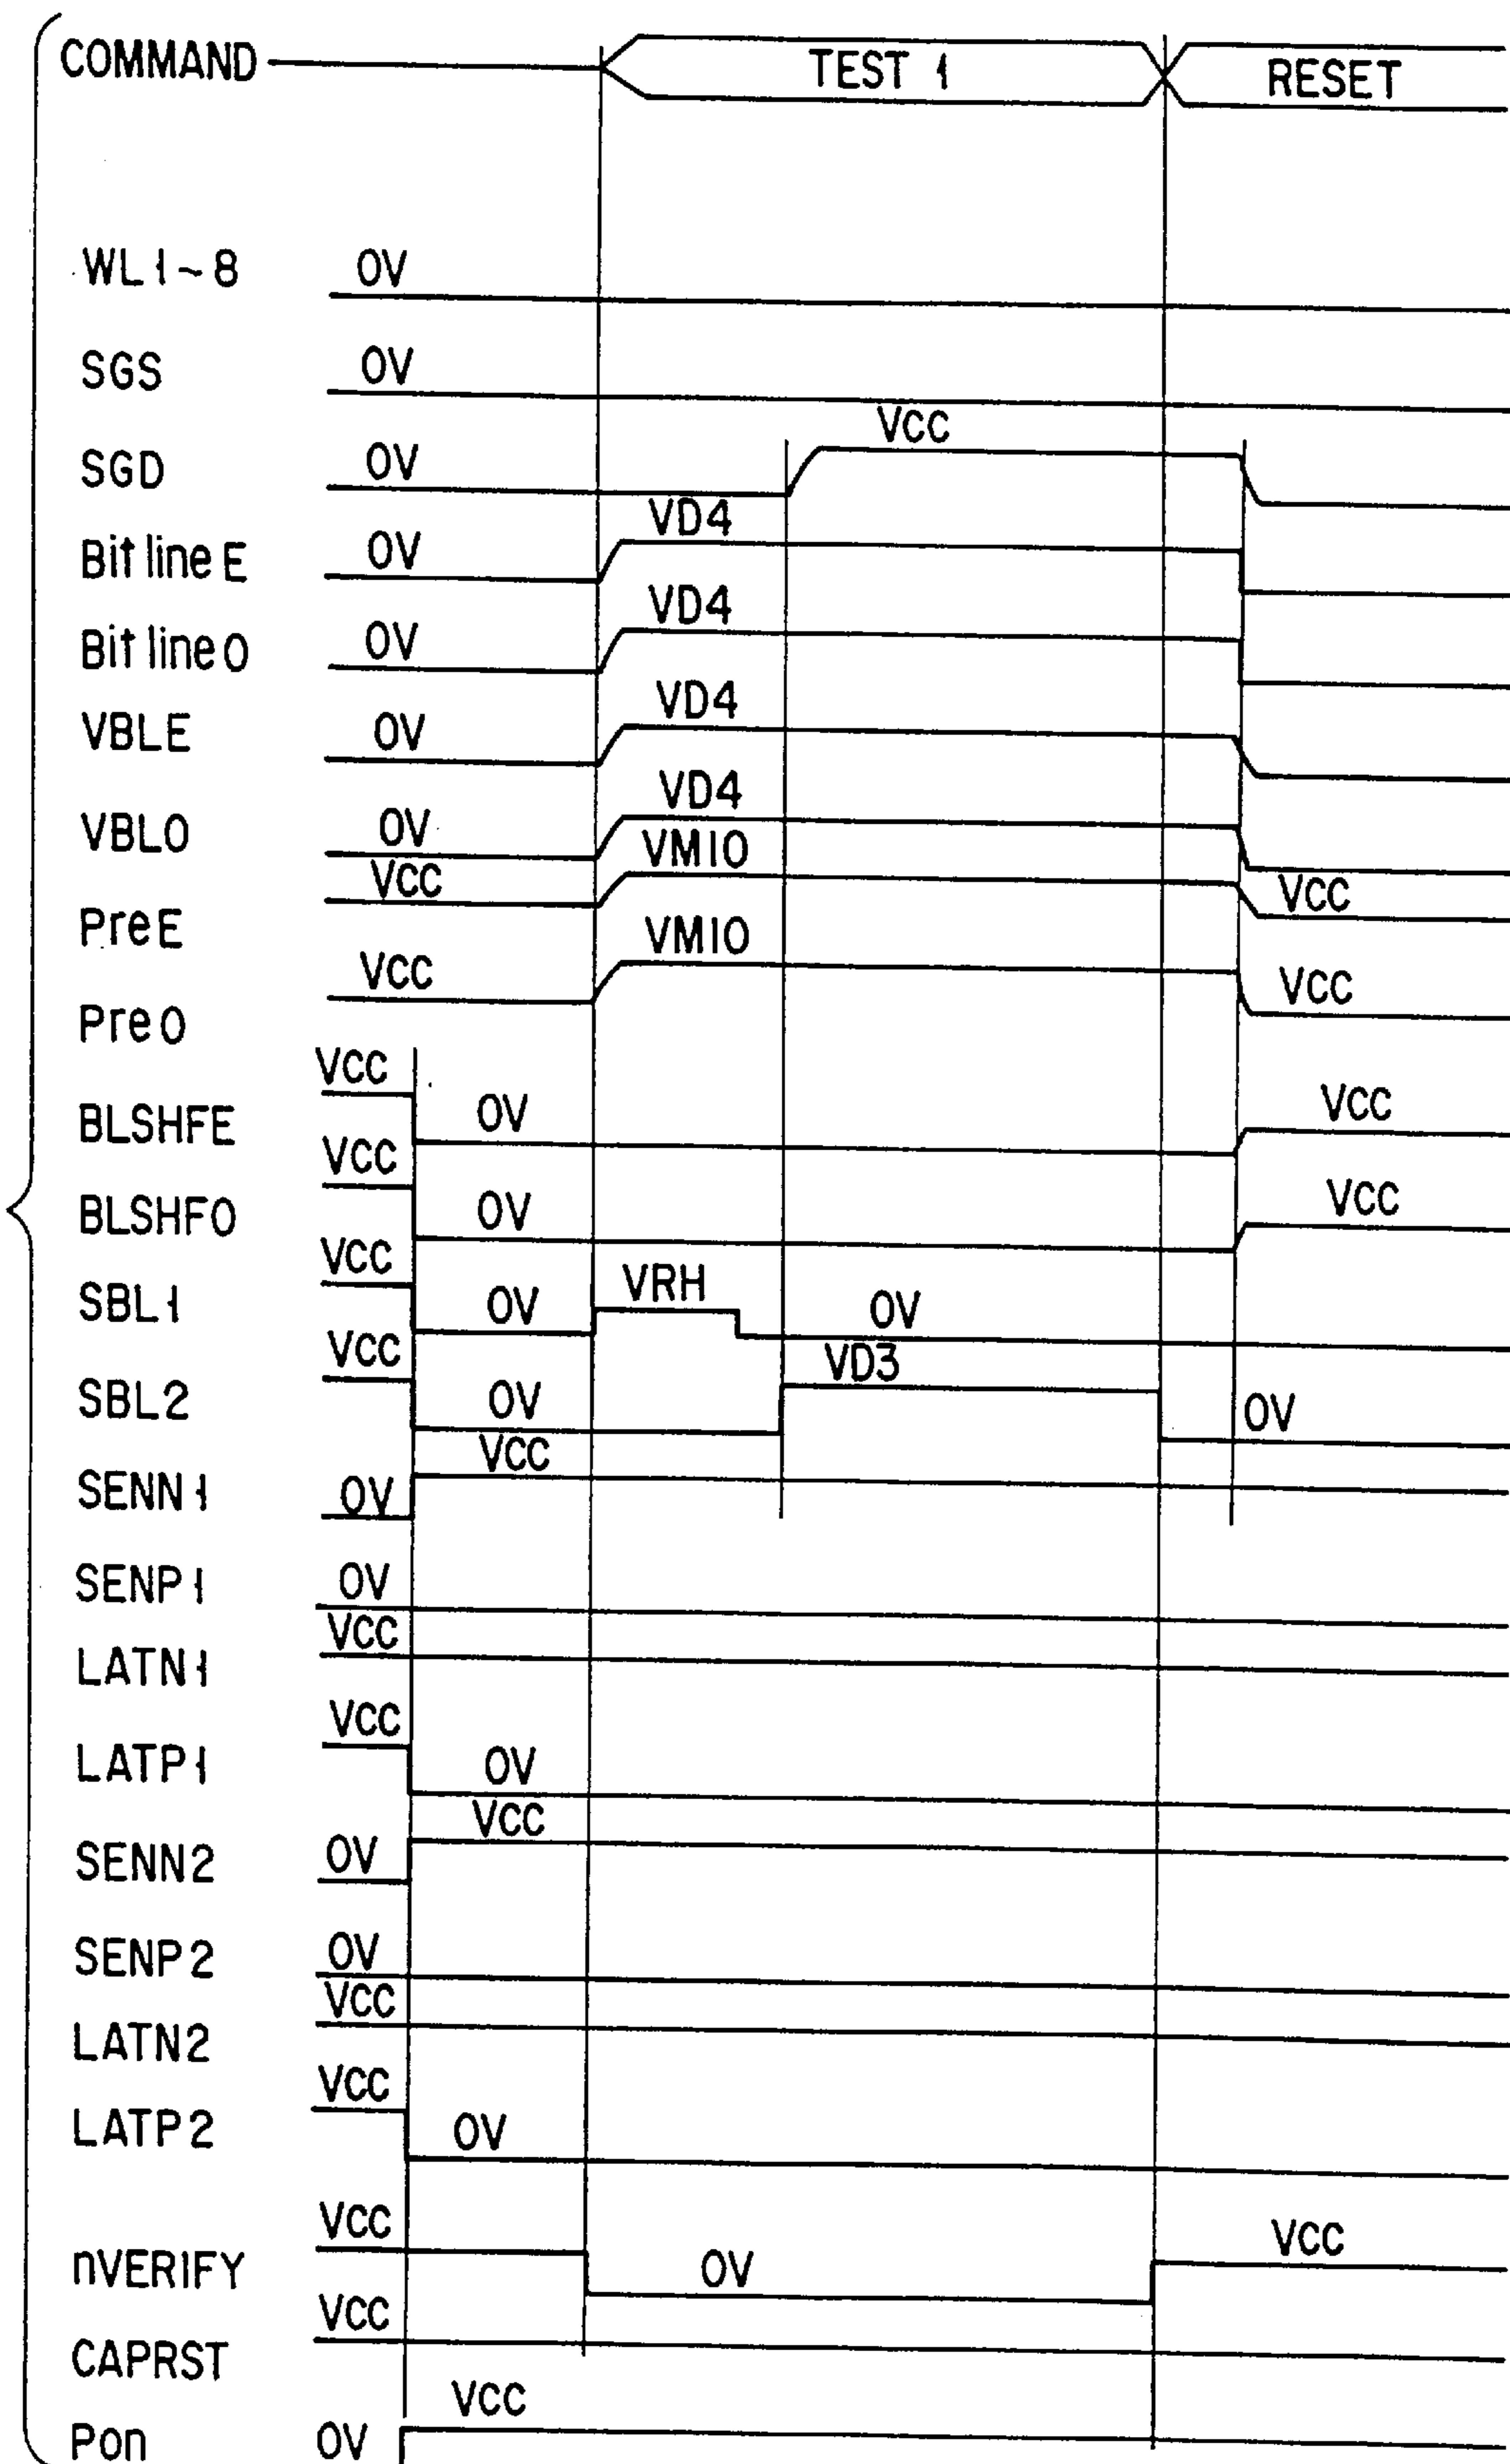 COMMAND TEST 1 RESET
WL1~8 0V
SGS 0V
VCC
SGD 0V
VD4
Bit line E 0V
VD4
Bit line O 0V
VD4
VBLE 0V
VD4
VBLO 0V
VM10
VCC VCC
PreE
VM10
VCC VCC
PreO
VCC
BLSHFE 0V VCC
VCC
BLSHFO 0V VCC
VCC
SBL1 0V VRH 0V
VCC VD3
SBL2 0V 0V
VCC
SENN1 0V
SENP1 0V
VCC
LATN1
VCC
LATP1 0V
VCC
SENN2 0V
SENP2 0V
VCC
LATN2
VCC
LATP2 0V
VCC VCC
nVERIFY 0V
VCC
CAPRST
VCC
Pon 0V